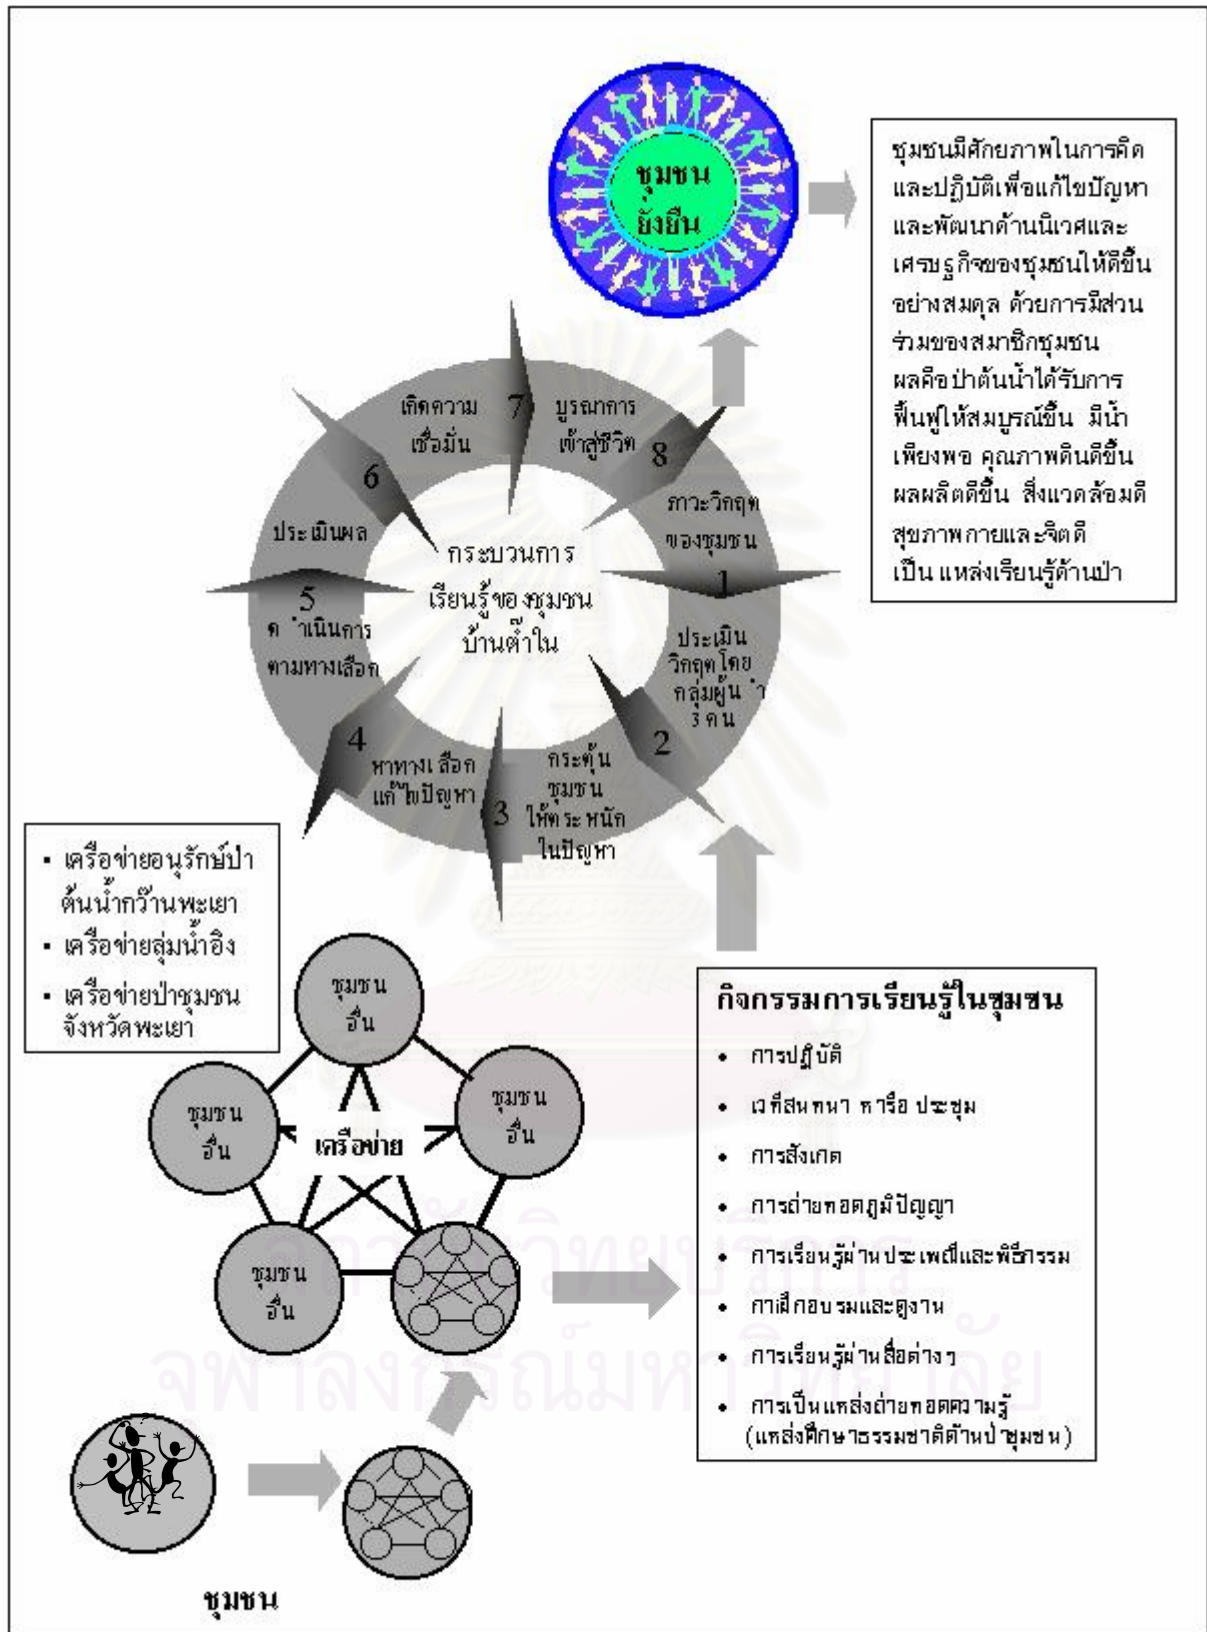 ชุมชน
ยั่งยืน
ชุมชนมีศักยภาพในการคิด
และปฏิบัติเพื่อแก้ไขปัญหา
และพัฒนาด้านนิเวศและ
เศรษฐกิจของชุมชนให้ดีขึ้น
อย่างสมดุล ด้วยการมีส่วน
ร่วมของสมาชิกชุมชน
ผลคือป่าต้นน้ำได้รับการ
ฟื้นฟูให้สมบูรณ์ขึ้น มีน้ำ
เพียงพอ คุณภาพดินดีขึ้น
ผลผลิตดีขึ้น สิ่งแวดล้อมดี
สุขภาพกายและจิตดี
เป็น แหล่งเรียนรู้ด้านป่า
7
เกิดความ
เชื่อมั่น
บูรณาการ
เข้าสู่ชีวิต
8
6
ภาวะวิกฤต
ของชุมชน
ประเมินผล
กระบวนการ
เรียนรู้ของชุมชน
บ้านต๊ำใน
1
5
ดำเนินการ
ตามทางเลือก
ประเมิน
วิกฤตโดย
กลุ่มผู้นำ
3 คน
4
2
หาทางเลือก
แก้ไขปัญหา
3
กระตุ้น
ชุมชน
ให้ตระหนัก
ในปัญหา
▪ เครือข่ายอนุรักษ์ป่า
ต้นน้ำกว๊านพะเยา
▪ เครือข่ายลุ่มน้ำอิง
▪ เครือข่ายป่าชุมชน
จังหวัดพะเยา
ชุมชน
อื่น
ชุมชน
อื่น
ชุมชน
อื่น
เครือข่าย
ชุมชน
อื่น
กิจกรรมการเรียนรู้ในชุมชน
• การปฏิบัติ
• เวทีสนทนา หารือ ประชุม
• การสังเกต
• การถ่ายทอดภูมิปัญญา
• การเรียนรู้ผ่านประเพณีและพิธีกรรม
• การฝึกอบรมและดูงาน
• การเรียนรู้ผ่านสื่อต่างๆ
• การเป็นแหล่งถ่ายทอดความรู้
(แหล่งศึกษาธรรมชาติด้านป่าชุมชน)
สถาบันวิทยบริการ
จุฬาลงกรณ์มหาวิทยาลัย
ชุมชน